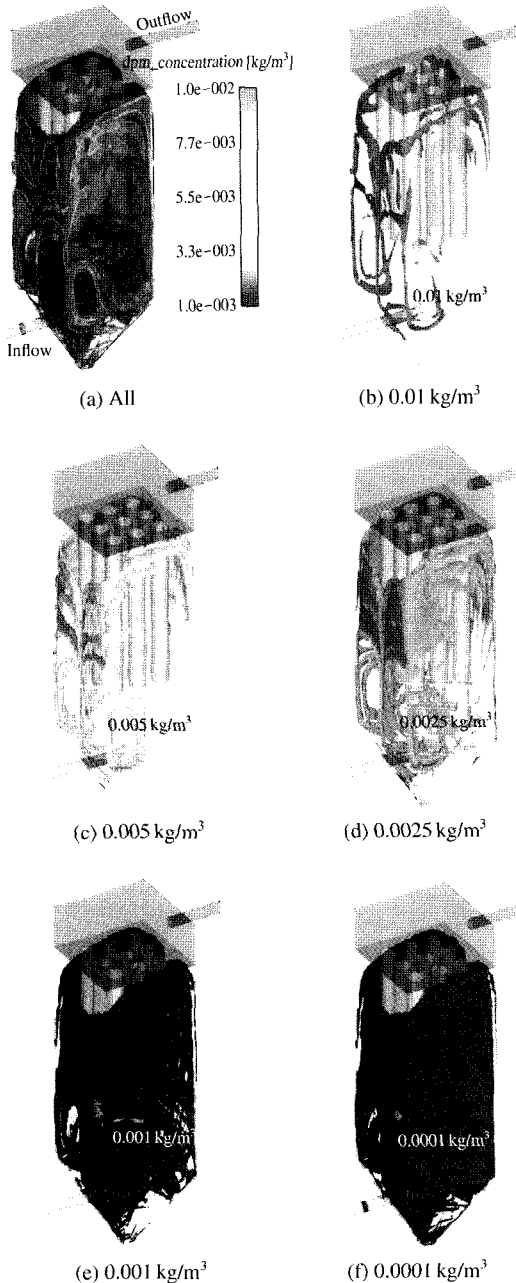 Outflow
dpm_concentration [kg/m³]
1.0e-002
7.7e-003
5.5e-003
3.3e-003
1.0e-003
Inflow
0.01 kg/m³
(a) All
(b) 0.01 kg/m³
0.005 kg/m³
0.0025 kg/m³
(c) 0.005 kg/m³
(d) 0.0025 kg/m³
0.001 kg/m
0.0001 kg/m³
(e) 0.001 kg/m³
(f) 0.0001 kg/m³